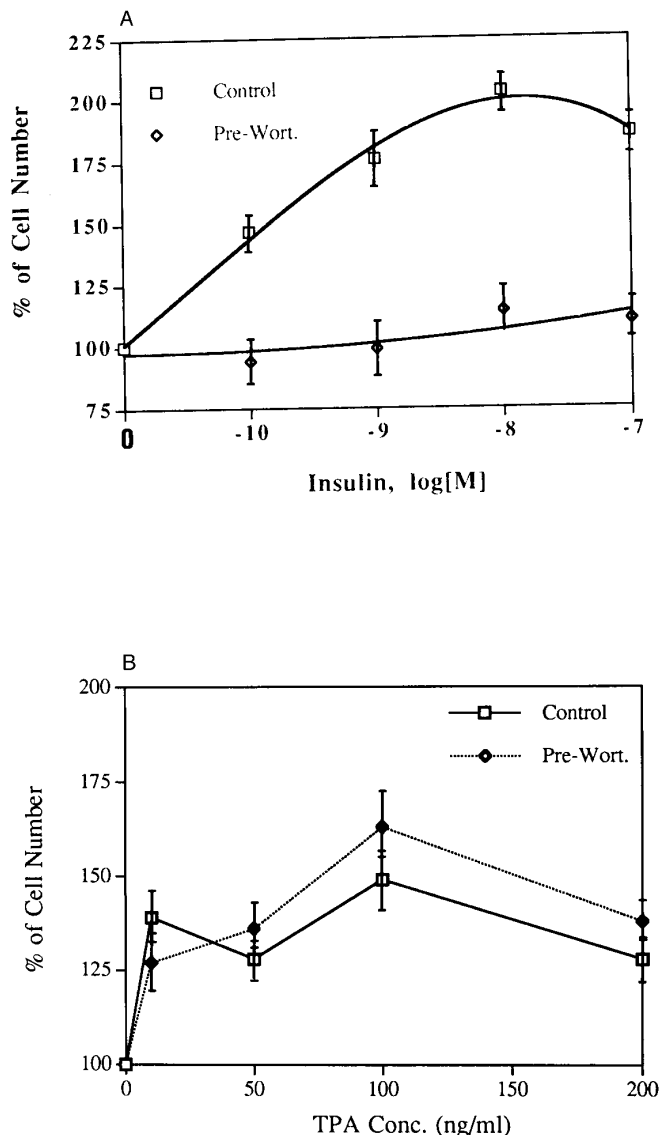 A
225
200
175
150
125
100
75
% of Cell Number
Control
Pre-Wort.
0
-10
-9
-8
-7
Insulin, log[M]
B
200
175
150
125
100
% of Cell Number
Control
Pre-Wort.
0
50
100
150
200
TPA Conc. (ng/ml)